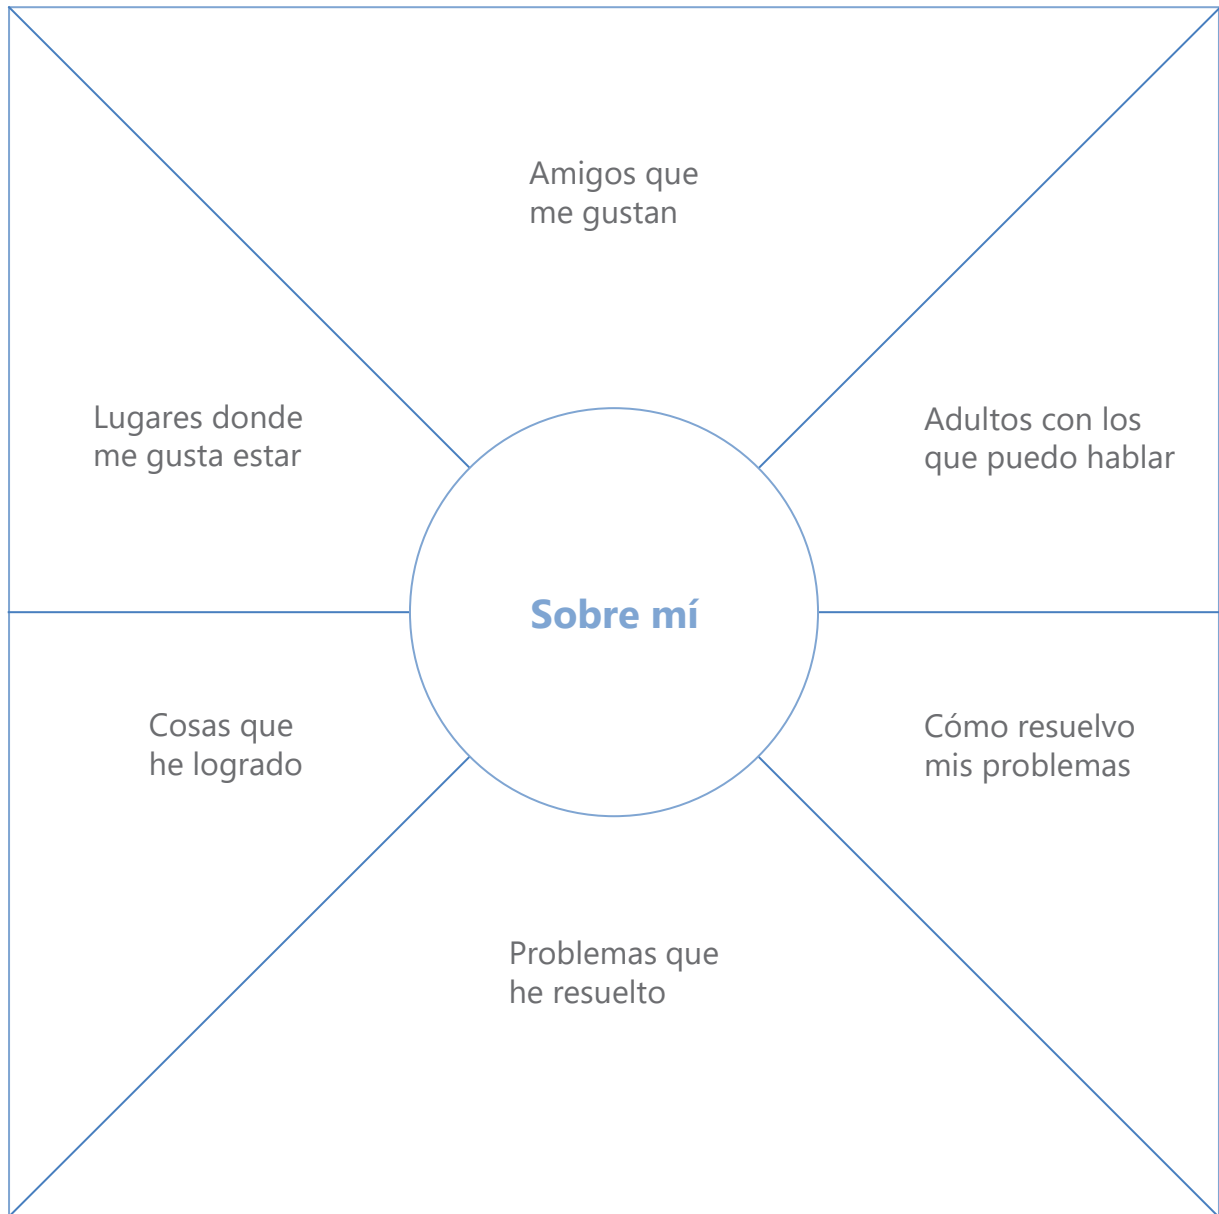 Amigos que
me gustan
Lugares donde
me gusta estar
Adultos con los
que puedo hablar
Sobre mí
Cosas que
he logrado
Cómo resuelvo
mis problemas
Problemas que
he resuelto